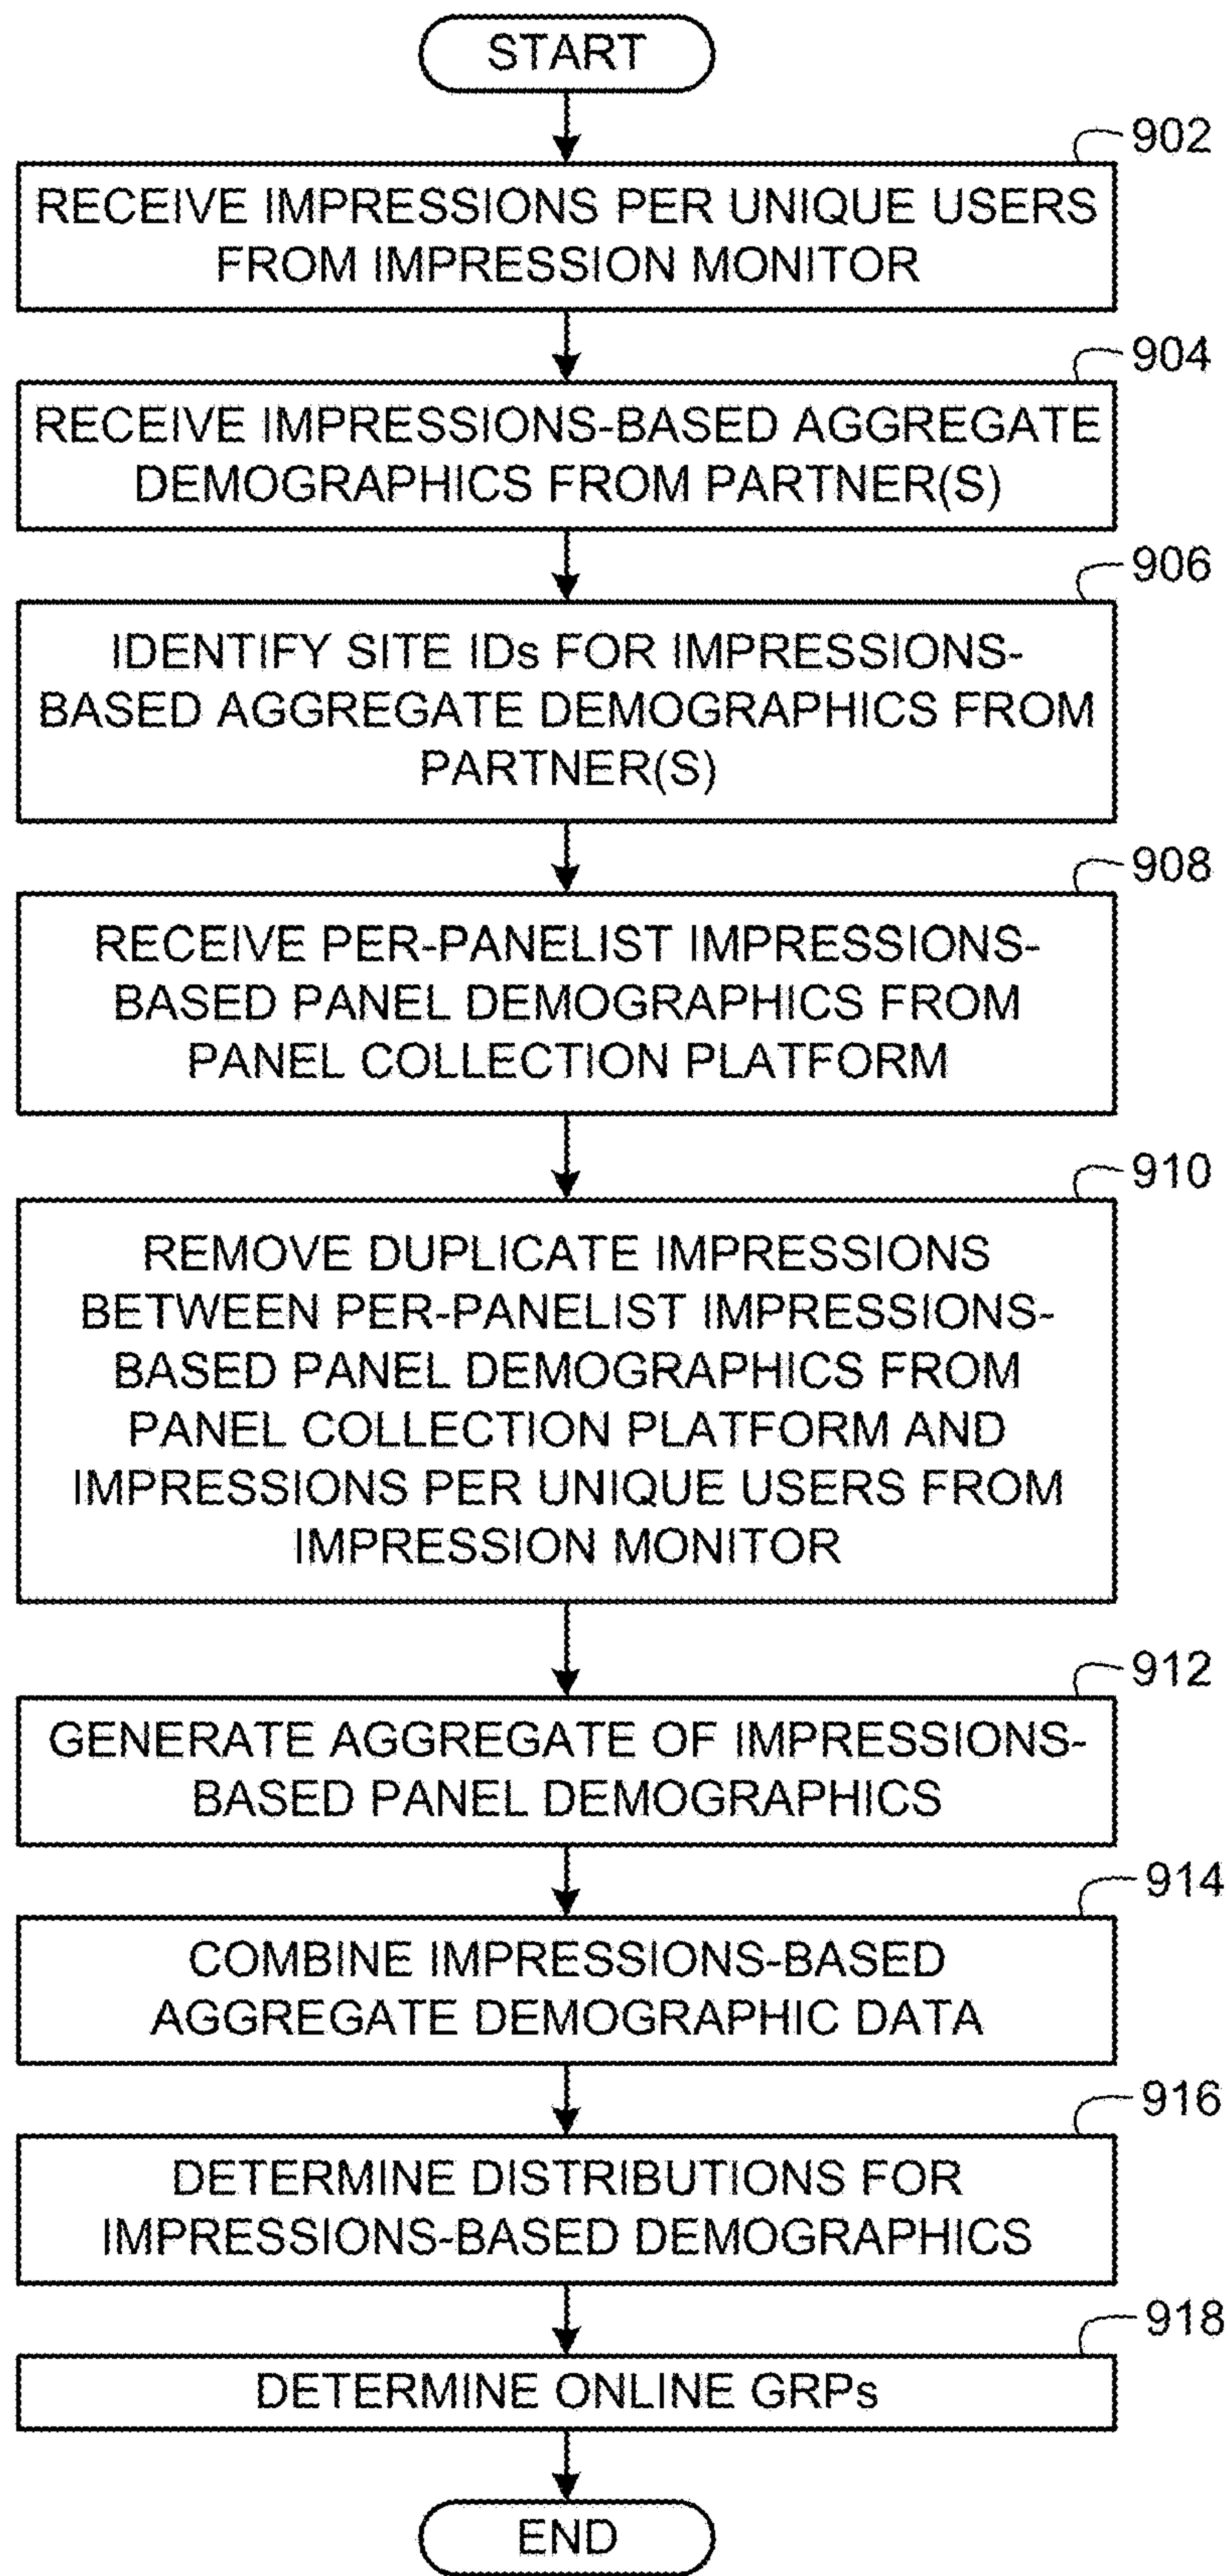 START
902
RECEIVE IMPRESSIONS PER UNIQUE USERS
FROM IMPRESSION MONITOR
904
RECEIVE IMPRESSIONS-BASED AGGREGATE
DEMOGRAPHICS FROM PARTNER(S)
906
IDENTIFY SITE IDs FOR IMPRESSIONS-
BASED AGGREGATE DEMOGRAPHICS FROM
PARTNER(S)
908
RECEIVE PER-PANELIST IMPRESSIONS-
BASED PANEL DEMOGRAPHICS FROM
PANEL COLLECTION PLATFORM
910
REMOVE DUPLICATE IMPRESSIONS
BETWEEN PER-PANELIST IMPRESSIONS-
BASED PANEL DEMOGRAPHICS FROM
PANEL COLLECTION PLATFORM AND
IMPRESSIONS PER UNIQUE USERS FROM
IMPRESSION MONITOR
912
GENERATE AGGREGATE OF IMPRESSIONS-
BASED PANEL DEMOGRAPHICS
914
COMBINE IMPRESSIONS-BASED
AGGREGATE DEMOGRAPHIC DATA
916
DETERMINE DISTRIBUTIONS FOR
IMPRESSIONS-BASED DEMOGRAPHICS
918
DETERMINE ONLINE GRPs
END